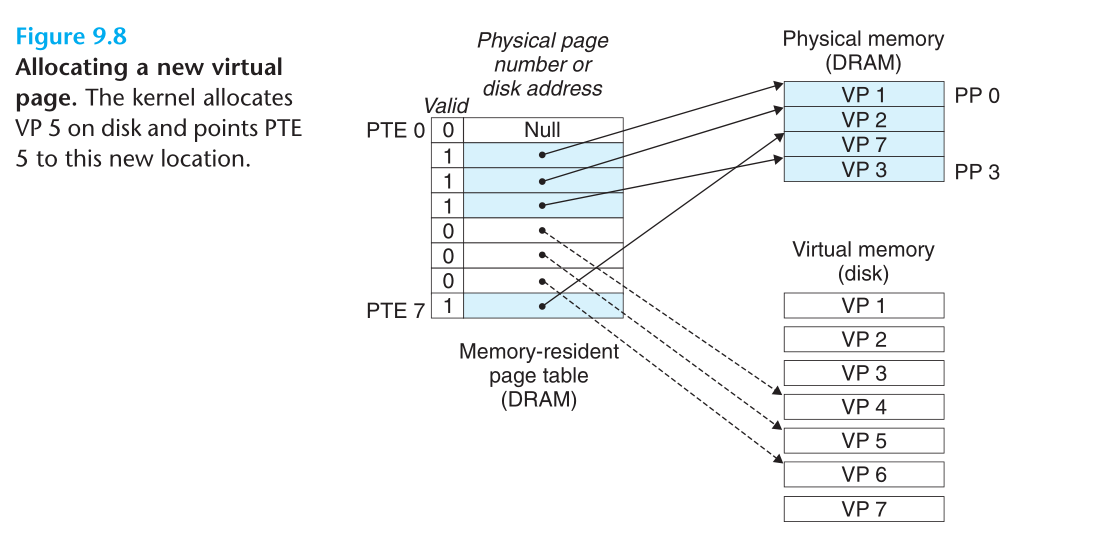 Figure 9.8
Allocating a new virtual
page. The kernel allocates
VP 5 on disk and points PTE
5 to this new location.
Physical page
number or
disk address
Valid
PTE 0 0 Null
1
1
1
0
0
0
PTE 7 1
Memory-resident
page table
(DRAM)
Physical memory
(DRAM)
VP 1 PP 0
VP 2
VP 7
VP 3 PP 3
Virtual memory
(disk)
VP 1
VP 2
VP 3
VP 4
VP 5
VP 6
VP 7